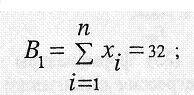 B₁ = ∑ᵢ₌₁ⁿ xᵢ = 32 ;